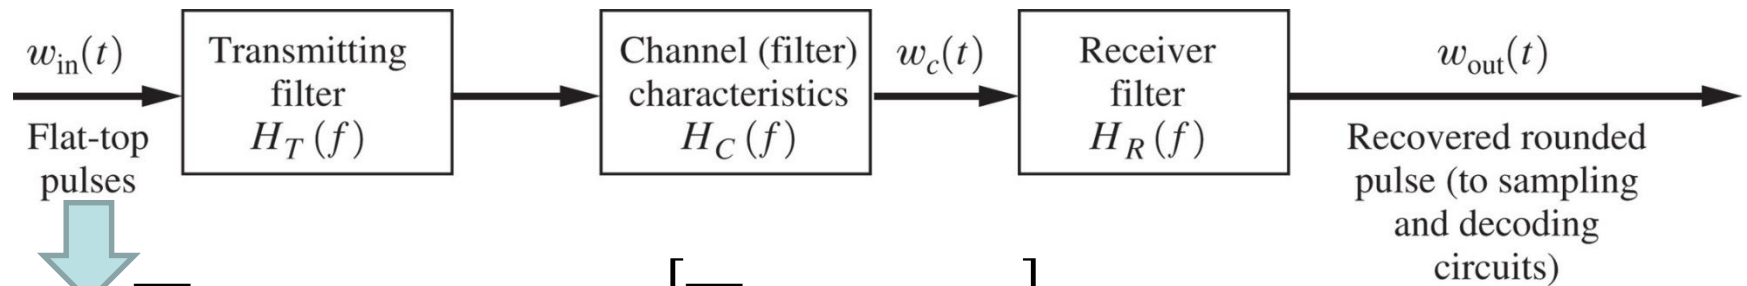 w_in(t)
Flat-top
pulses
Transmitting
filter
H_T (f)
Channel (filter)
characteristics
H_C (f)
w_c(t)
Receiver
filter
H_R (f)
w_out(t)
Recovered rounded
pulse (to sampling
and decoding
circuits)